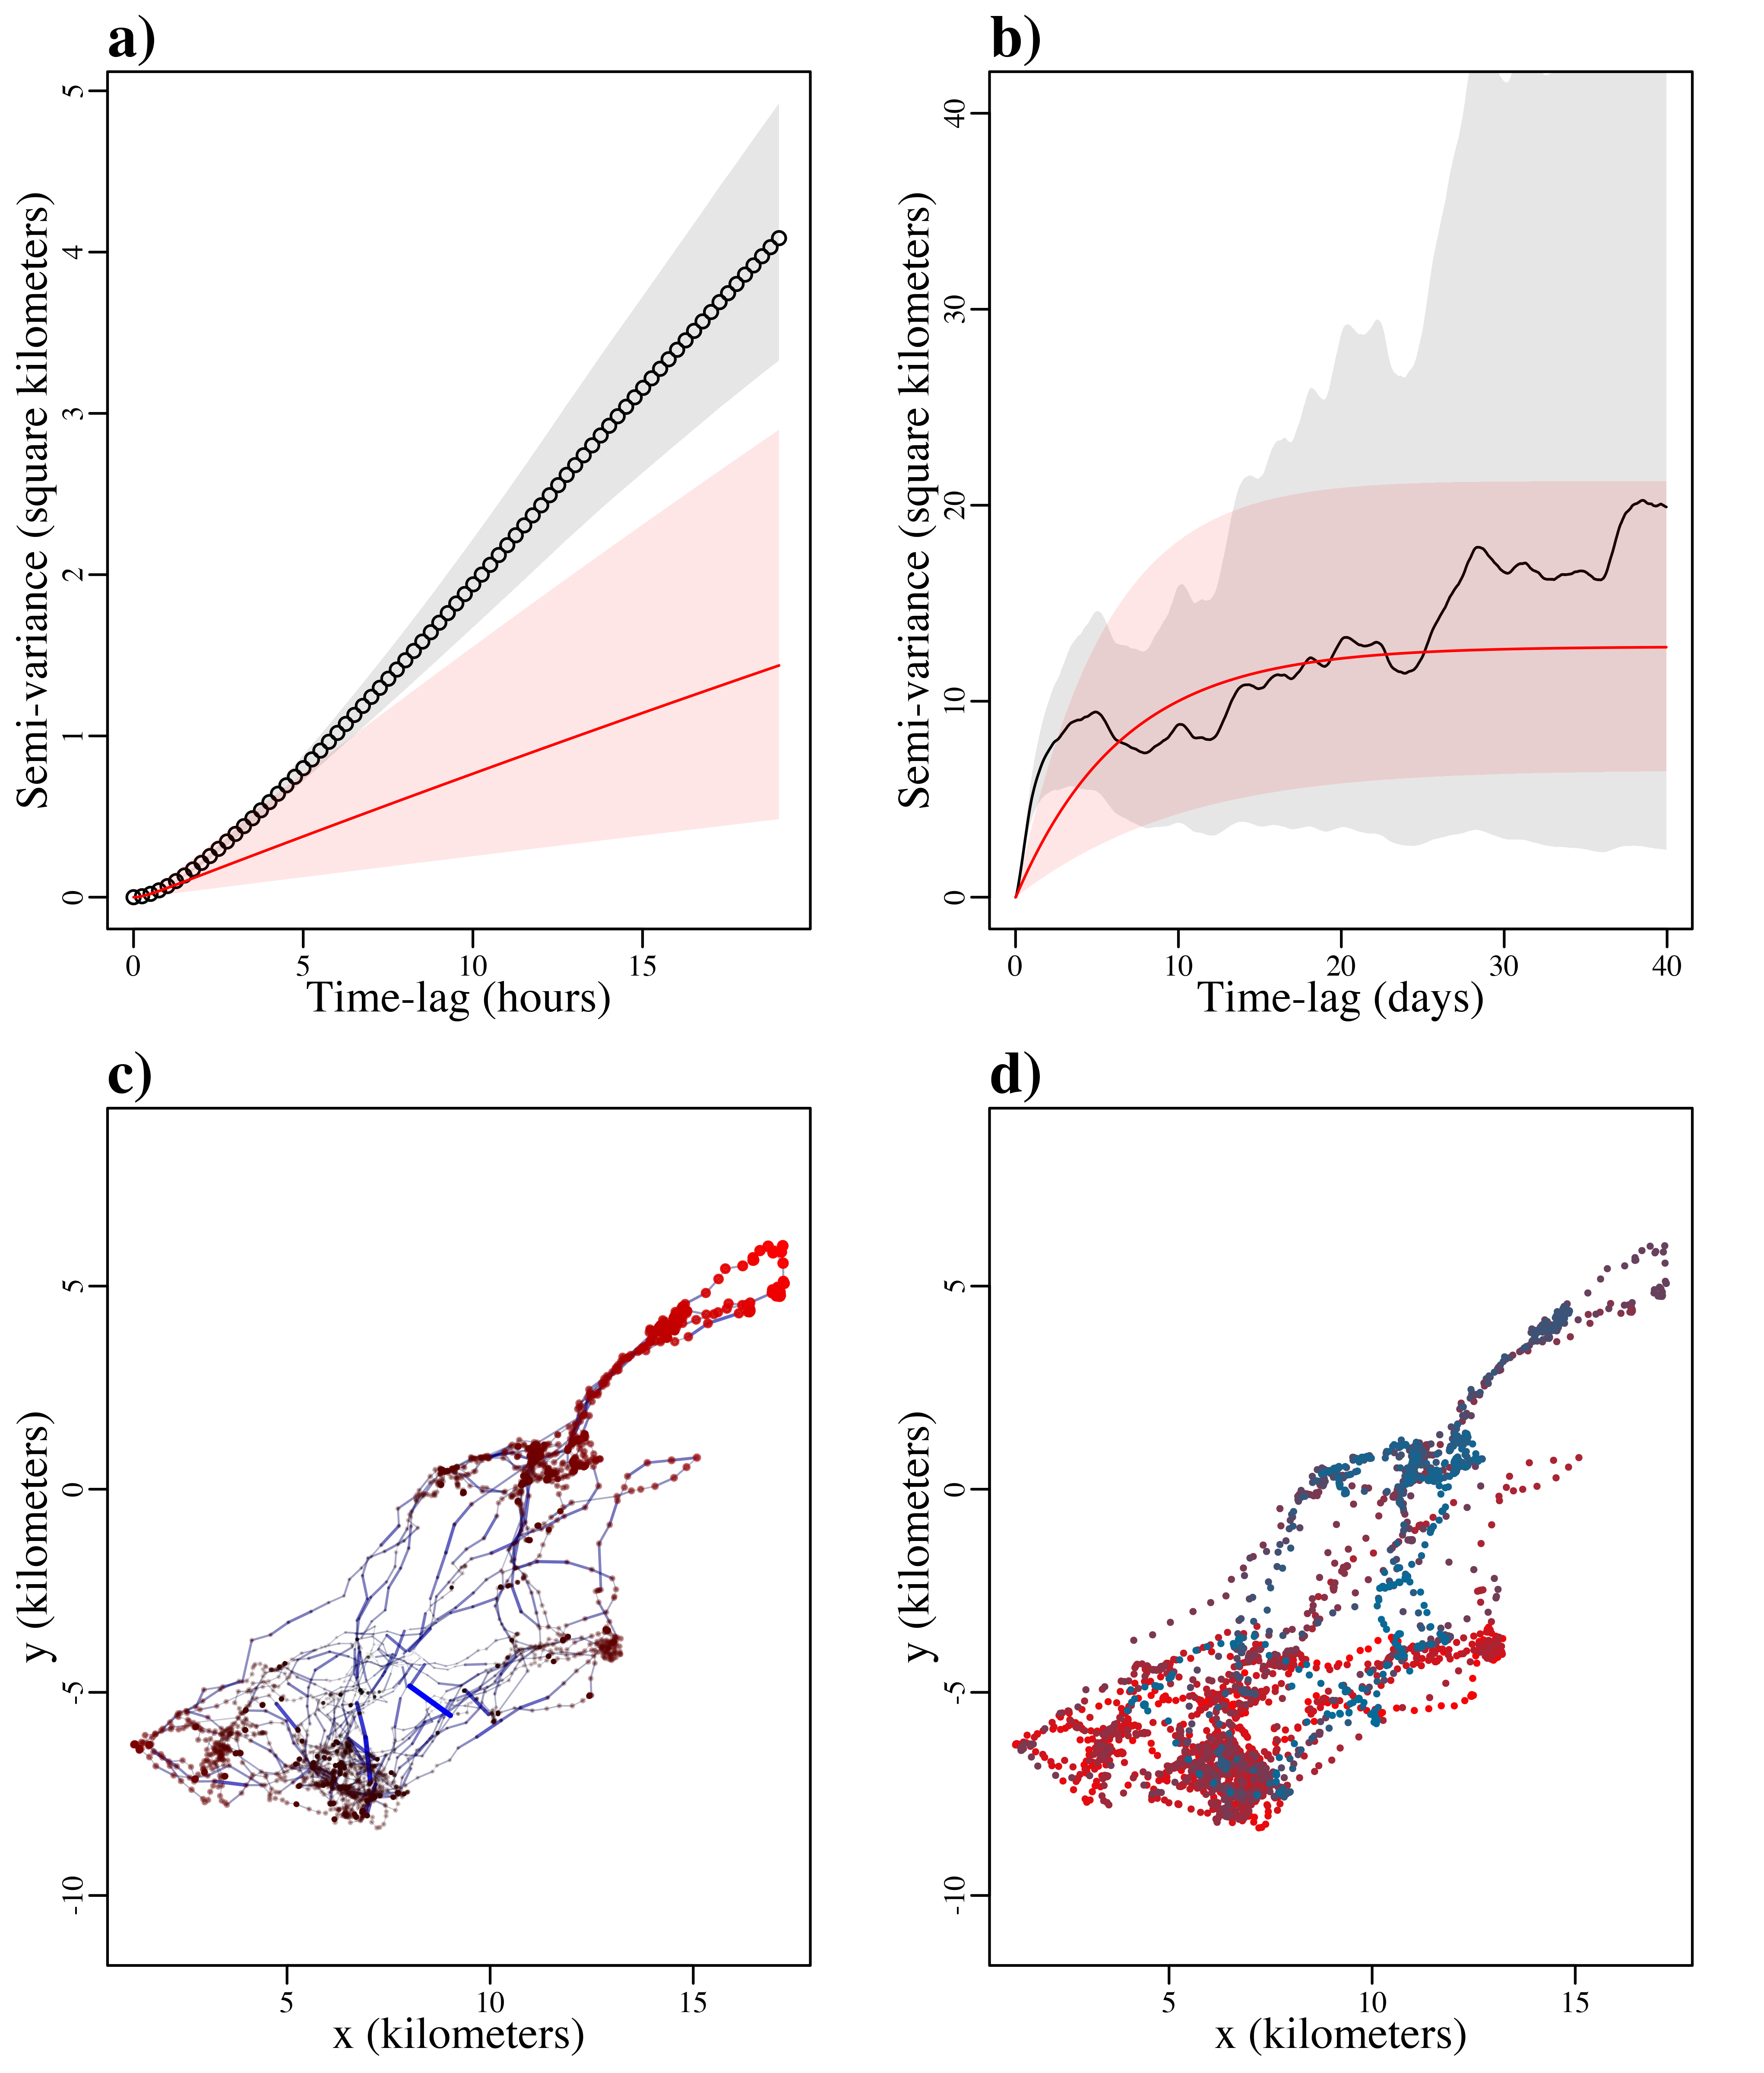 a)
Semi-variance (square kilometers)
0 1 2 3 4 5
0 5 10 15
Time-lag (hours)
b)
Semi-variance (square kilometers)
0 10 20 30 40
0 10 20 30 40
Time-lag (days)
c)
y (kilometers)
-10 -5 0 5
5 10 15
x (kilometers)
d)
y (kilometers)
-10 -5 0 5
5 10 15
x (kilometers)